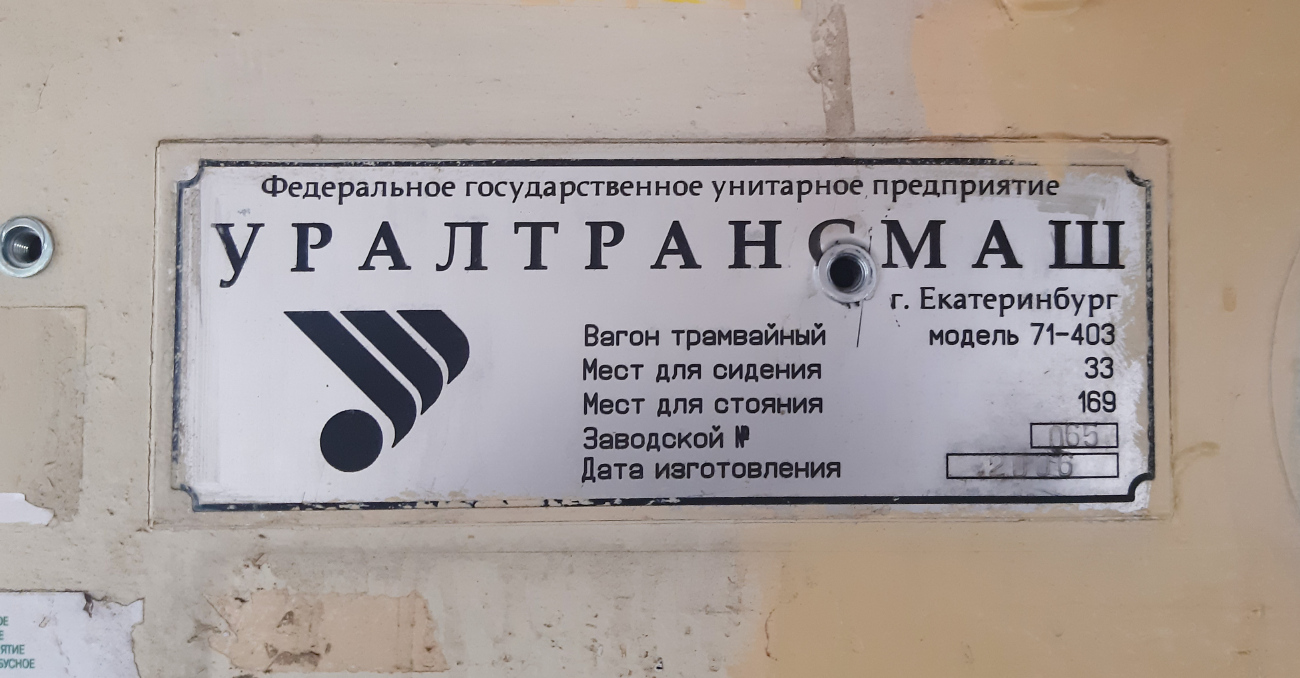 Федеральное государственное унитарное предприятие
УРАЛТРАНСМАШ
г. Екатеринбург
Вагон трамвайный модель 71-403
Мест для сидения 33
Мест для стояния 169
Заводской № 065
Дата изготовления